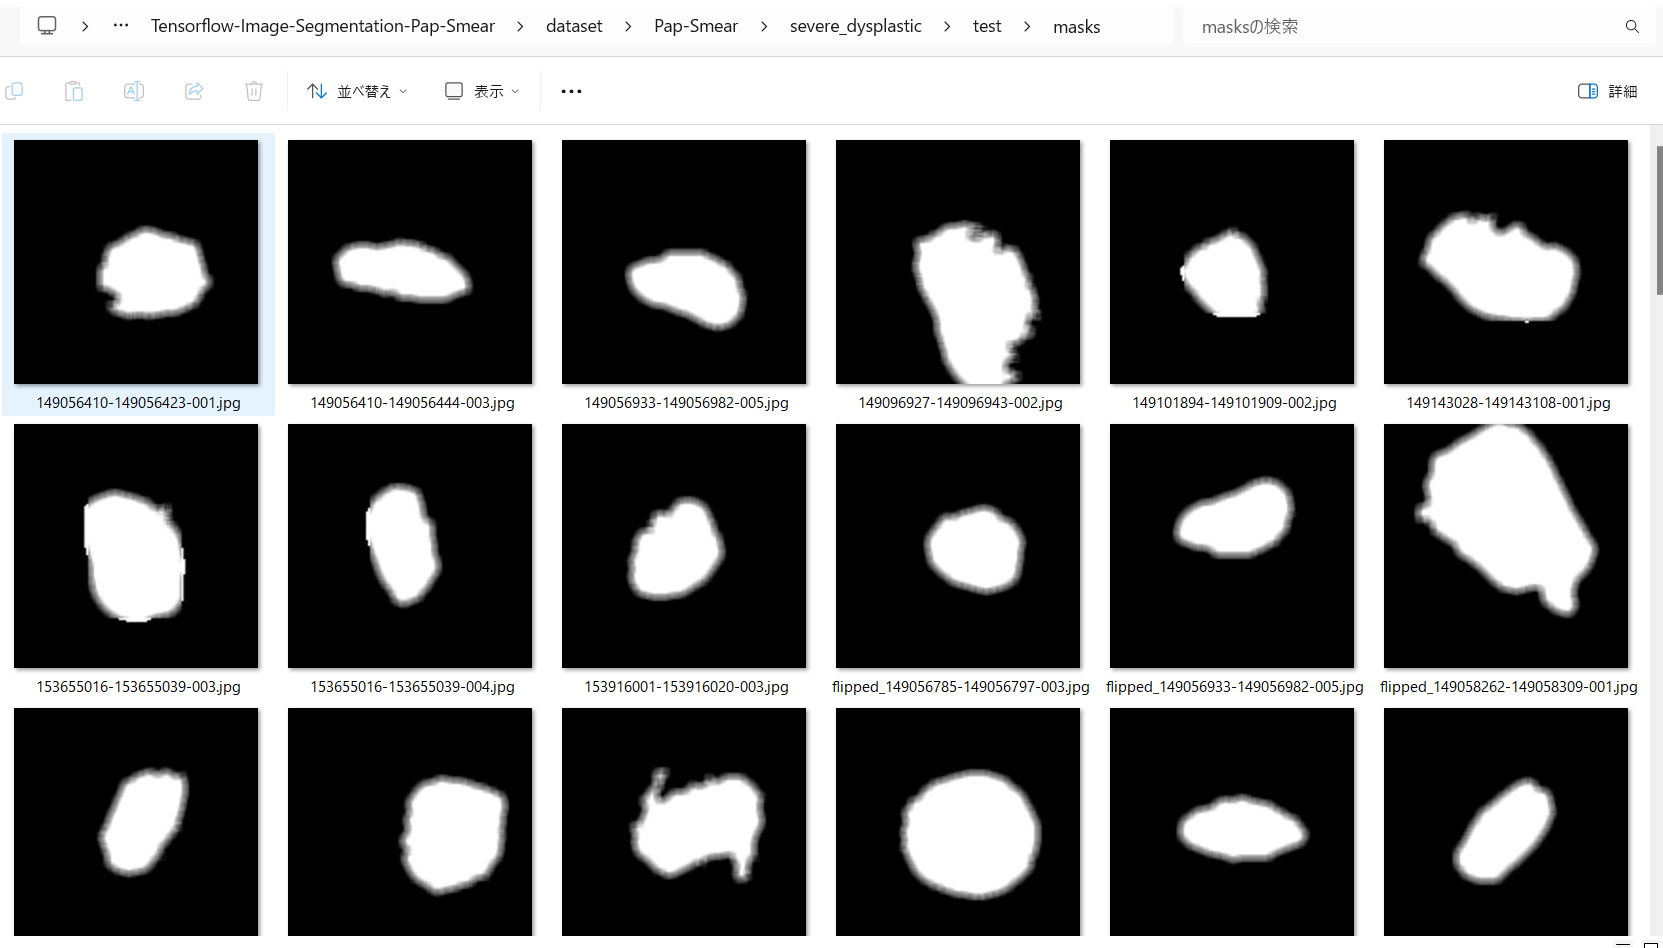 Tensorflow-Image-Segmentation-Pap-Smear > dataset > Pap-Smear > severe_dysplastic > test > masks
masksの検索
並べ替え
表示
詳細
149056410-149056423-001.jpg
149056410-149056444-003.jpg
149056933-149056982-005.jpg
149096927-149096943-002.jpg
149101894-149101909-002.jpg
149143028-149143108-001.jpg
153655016-153655039-003.jpg
153655016-153655039-004.jpg
153916001-153916020-003.jpg
flipped_149056785-149056797-003.jpg
flipped_149056933-149056982-005.jpg
flipped_149058262-149058309-001.jpg